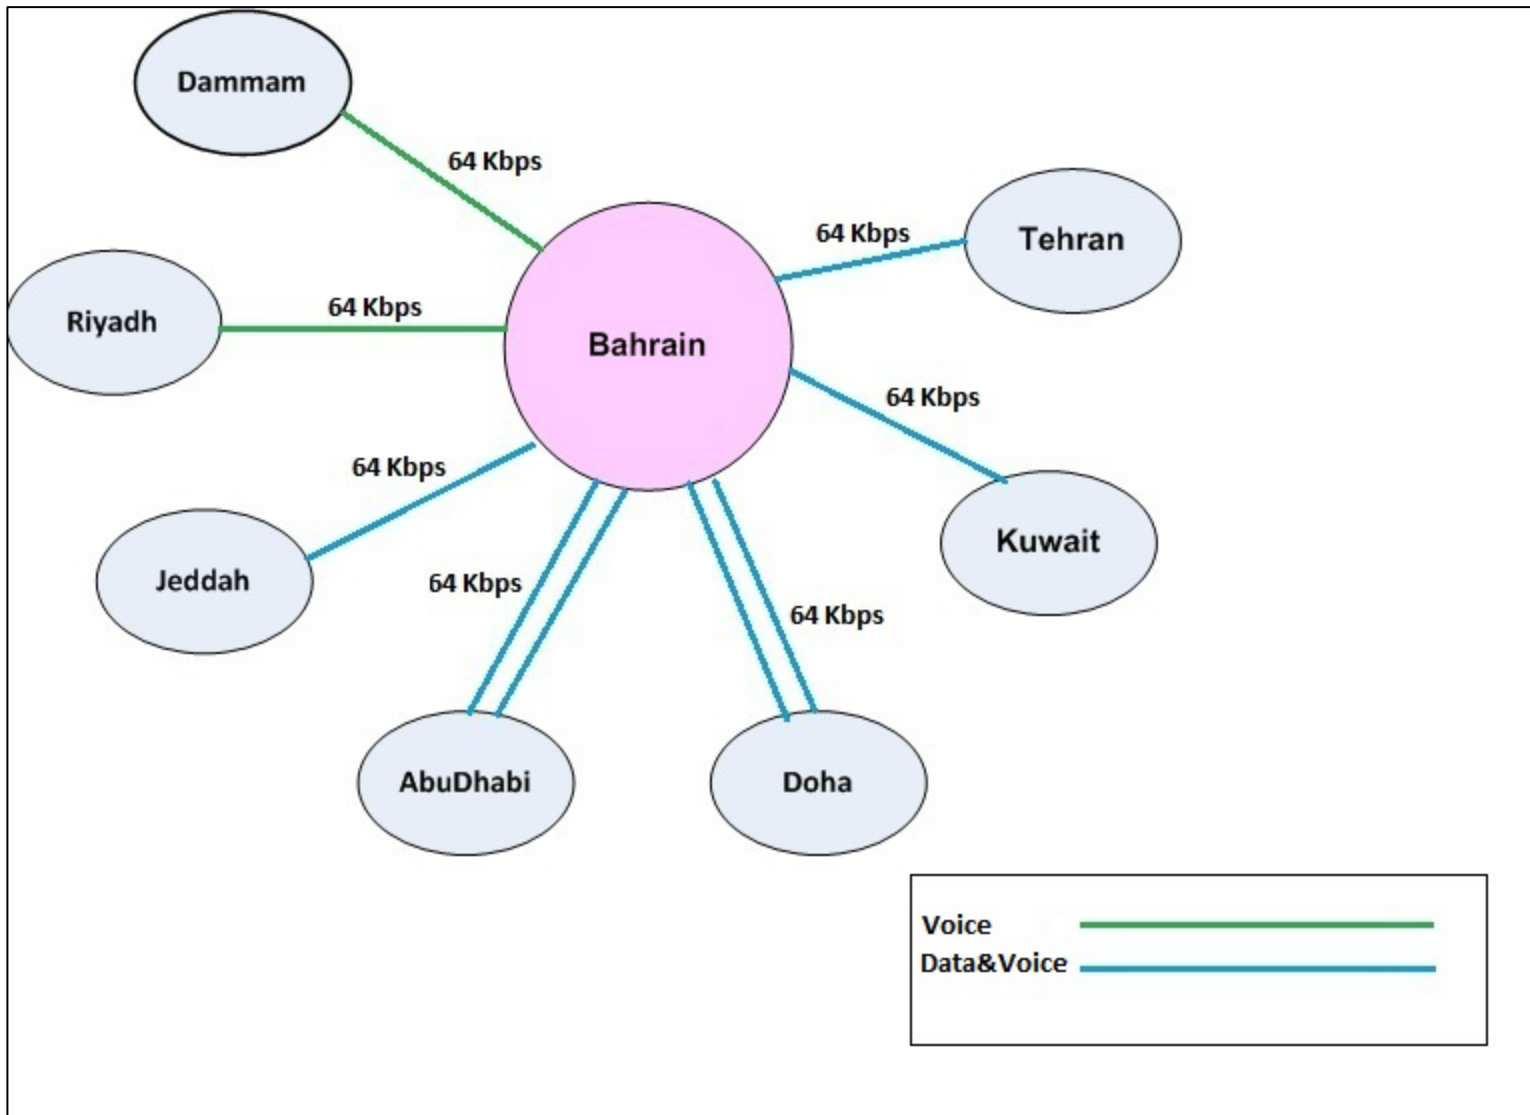 Dammam
64 Kbps
Tehran
64 Kbps
Riyadh
64 Kbps
Bahrain
64 Kbps
Kuwait
64 Kbps
Jeddah
64 Kbps
64 Kbps
AbuDhabi
Doha
Voice
Data&Voice